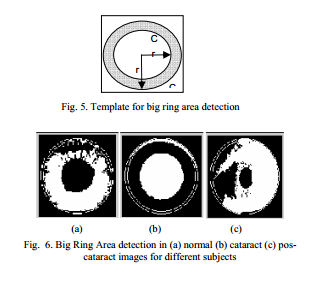 C
r
r
C
Fig. 5. Template for big ring area detection
(a) (b) (c)
Fig. 6. Big Ring Area detection in (a) normal (b) cataract (c) pos-
cataract images for different subjects